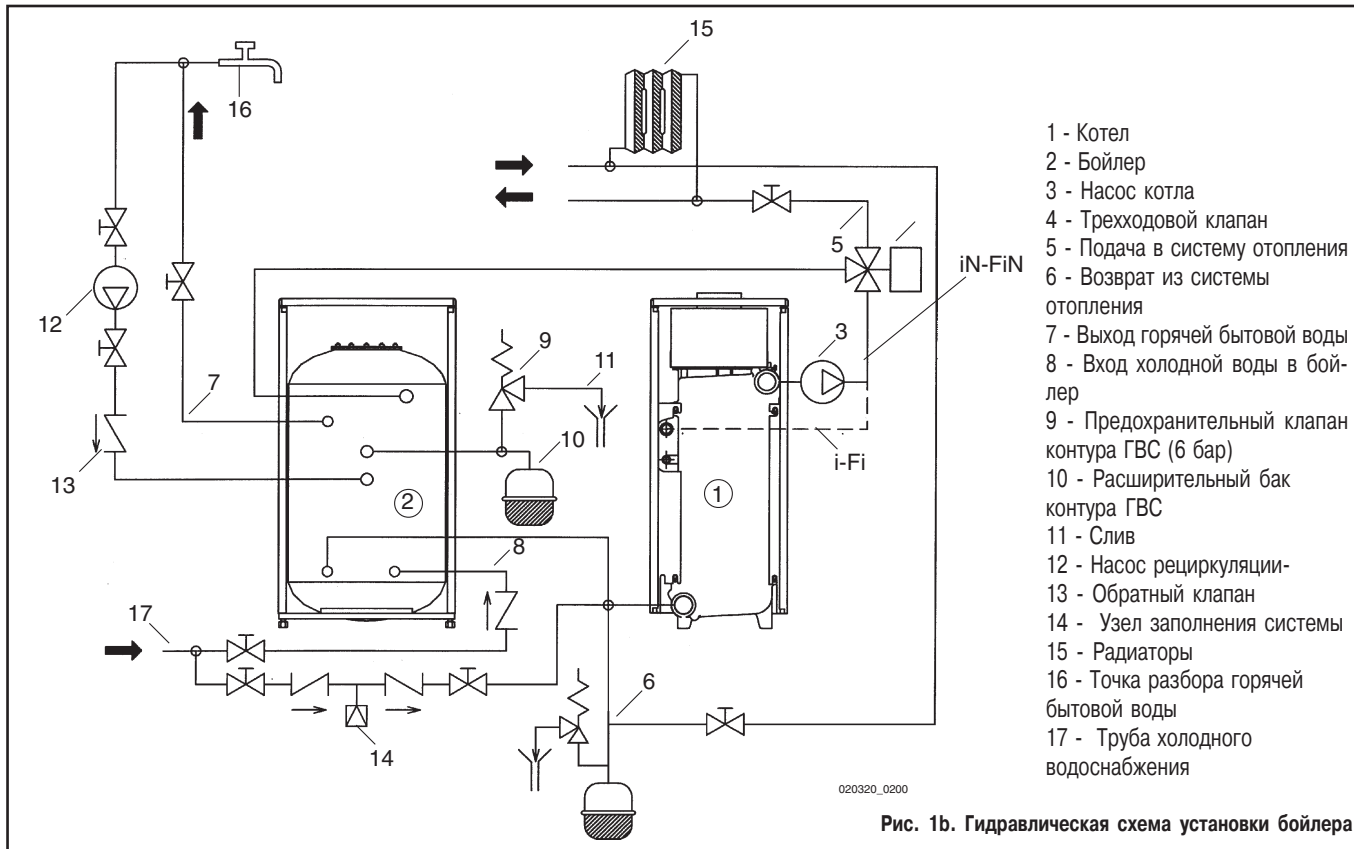 15
16
5
iN-FiN
12
7
9
11
3
10
i-Fi
13
2
1
8
17
6
14
020320_0200
1 - Котел
2 - Бойлер
3 - Насос котла
4 - Трехходовой клапан
5 - Подача в систему отопления
6 - Возврат из системы
отопления
7 - Выход горячей бытовой воды
8 - Вход холодной воды в бой-
лер
9 - Предохранительный клапан
контура ГВС (6 бар)
10 - Расширительный бак
контура ГВС
11 - Слив
12 - Насос рециркуляции-
13 - Обратный клапан
14 - Узел заполнения системы
15 - Радиаторы
16 - Точка разбора горячей
бытовой воды
17 - Труба холодного
водоснабжения
Рис. 1b. Гидравлическая схема установки бойлера